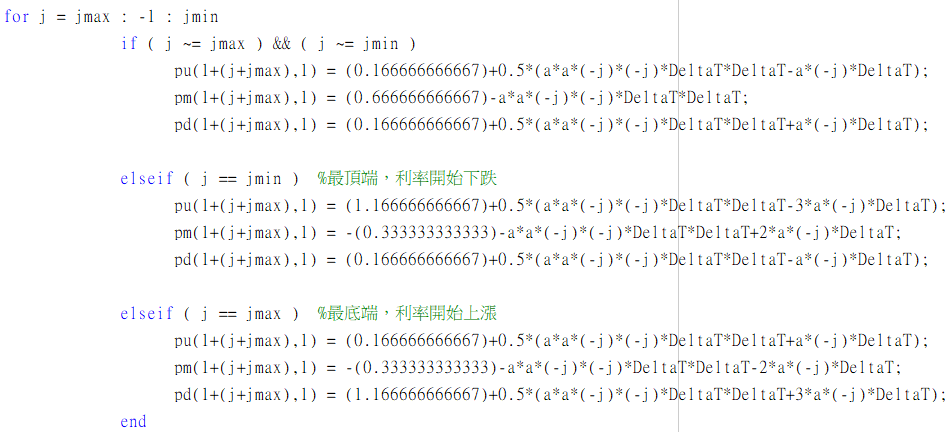 for j = jmax : -1 : jmin
if ( j ~= jmax ) && ( j ~= jmin )
pu(1+(j+jmax),1) = (0.166666666667)+0.5*(a*a*(-j)*(-j)*DeltaT*DeltaT-a*(-j)*DeltaT);
pm(1+(j+jmax),1) = (0.666666666667)-a*a*(-j)*(-j)*DeltaT*DeltaT;
pd(1+(j+jmax),1) = (0.166666666667)+0.5*(a*a*(-j)*(-j)*DeltaT*DeltaT+a*(-j)*DeltaT);
elseif ( j == jmin ) %最頂端，利率開始下跌
pu(1+(j+jmax),1) = (1.166666666667)+0.5*(a*a*(-j)*(-j)*DeltaT*DeltaT-3*a*(-j)*DeltaT);
pm(1+(j+jmax),1) = -(0.333333333333)-a*a*(-j)*(-j)*DeltaT*DeltaT+2*a*(-j)*DeltaT;
pd(1+(j+jmax),1) = (0.166666666667)+0.5*(a*a*(-j)*(-j)*DeltaT*DeltaT-a*(-j)*DeltaT);
elseif ( j == jmax ) %最底端，利率開始上漲
pu(1+(j+jmax),1) = (0.166666666667)+0.5*(a*a*(-j)*(-j)*DeltaT*DeltaT+a*(-j)*DeltaT);
pm(1+(j+jmax),1) = -(0.333333333333)-a*a*(-j)*(-j)*DeltaT*DeltaT-2*a*(-j)*DeltaT;
pd(1+(j+jmax),1) = (1.166666666667)+0.5*(a*a*(-j)*(-j)*DeltaT*DeltaT+3*a*(-j)*DeltaT);
end